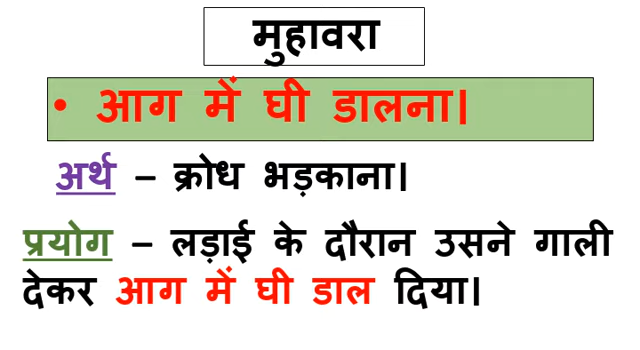 मुहावरा
• आग में घी डालना।
अर्थ – क्रोध भड़काना।
प्रयोग – लड़ाई के दौरान उसने गाली
देकर आग में घी डाल दिया।